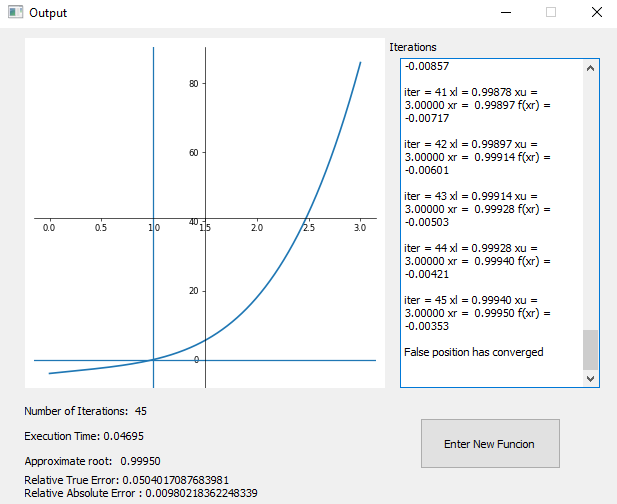 Output
Iterations
-0.00857
iter = 41 xl = 0.99878 xu =
3.00000 xr =  0.99897 f(xr) =
-0.00717
iter = 42 xl = 0.99897 xu =
3.00000 xr =  0.99914 f(xr) =
-0.00601
iter = 43 xl = 0.99914 xu =
3.00000 xr =  0.99928 f(xr) =
-0.00503
iter = 44 xl = 0.99928 xu =
3.00000 xr =  0.99940 f(xr) =
-0.00421
iter = 45 xl = 0.99940 xu =
3.00000 xr =  0.99950 f(xr) =
-0.00353
False position has converged
80
60
40
0.0 1.0 1.5 2.0 2.5 3.0
20
0
Number of Iterations:  45
Execution Time: 0.04695
Approximate root:  0.99950
Relative True Error: 0.0504017087683981
Relative Absolute Error : 0.00980218362248339
Enter New Funcion